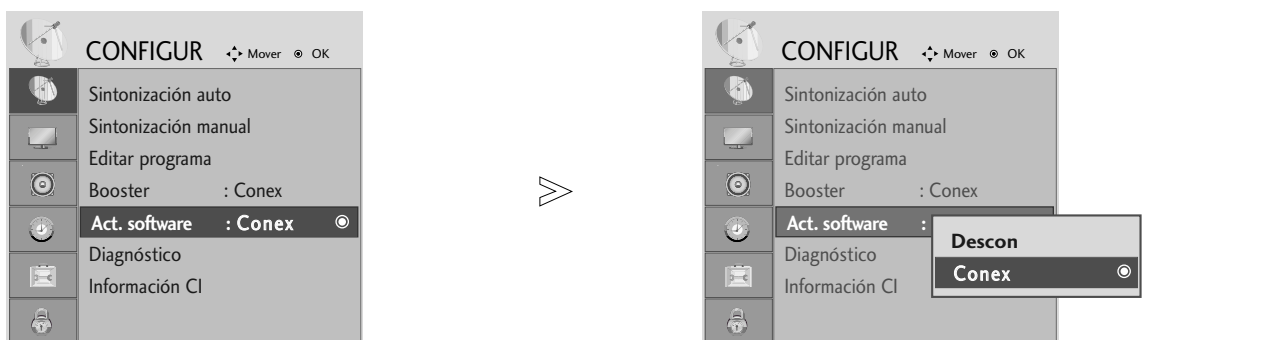 CONFIGUR Mover OK
Sintonización auto
Sintonización manual
Editar programa
Booster : Conex
Act. software : Conex
Diagnóstico
Información CI
CONFIGUR Mover OK
Sintonización auto
Sintonización manual
Editar programa
Booster : Conex
Act. software :
Diagnóstico
Información CI
Descon
Conex